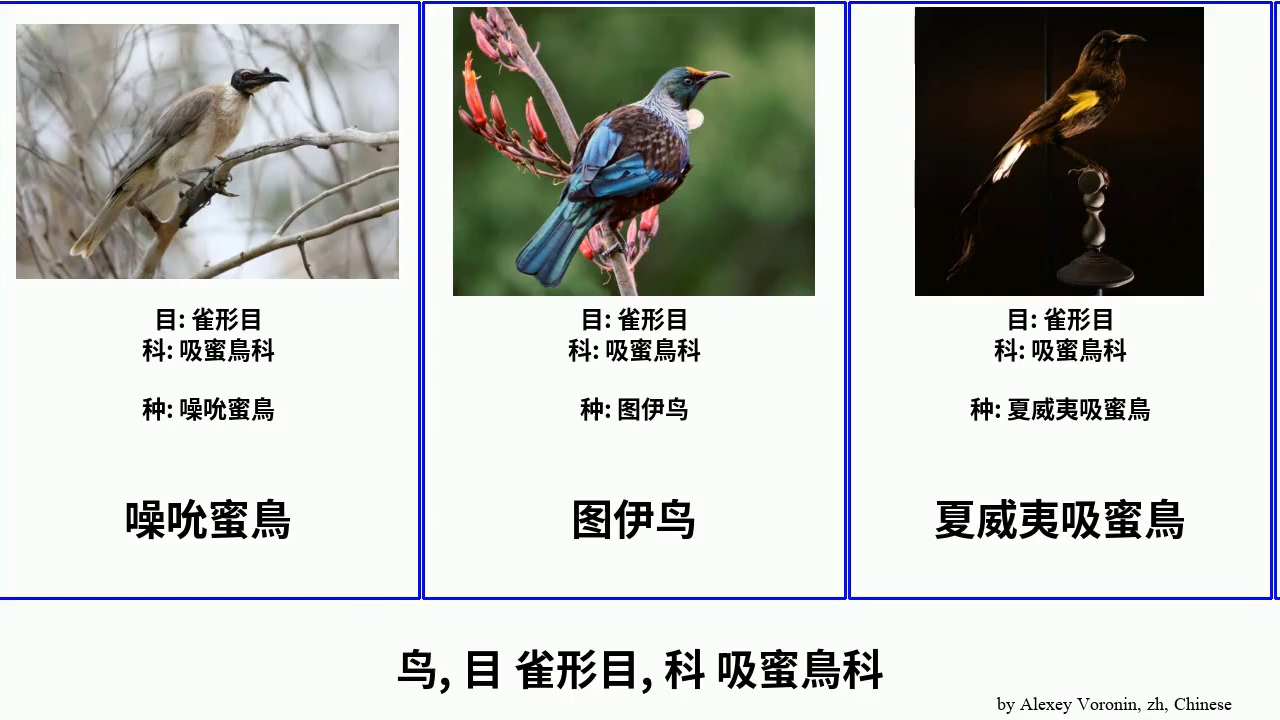 目: 雀形目
科: 吸蜜鳥科
种: 噪吮蜜鳥
噪吮蜜鳥
目: 雀形目
科: 吸蜜鳥科
种: 图伊鸟
图伊鸟
目: 雀形目
科: 吸蜜鳥科
种: 夏威夷吸蜜鳥
夏威夷吸蜜鳥
鸟, 目 雀形目, 科 吸蜜鳥科
by Alexey Voronin, zh, Chinese